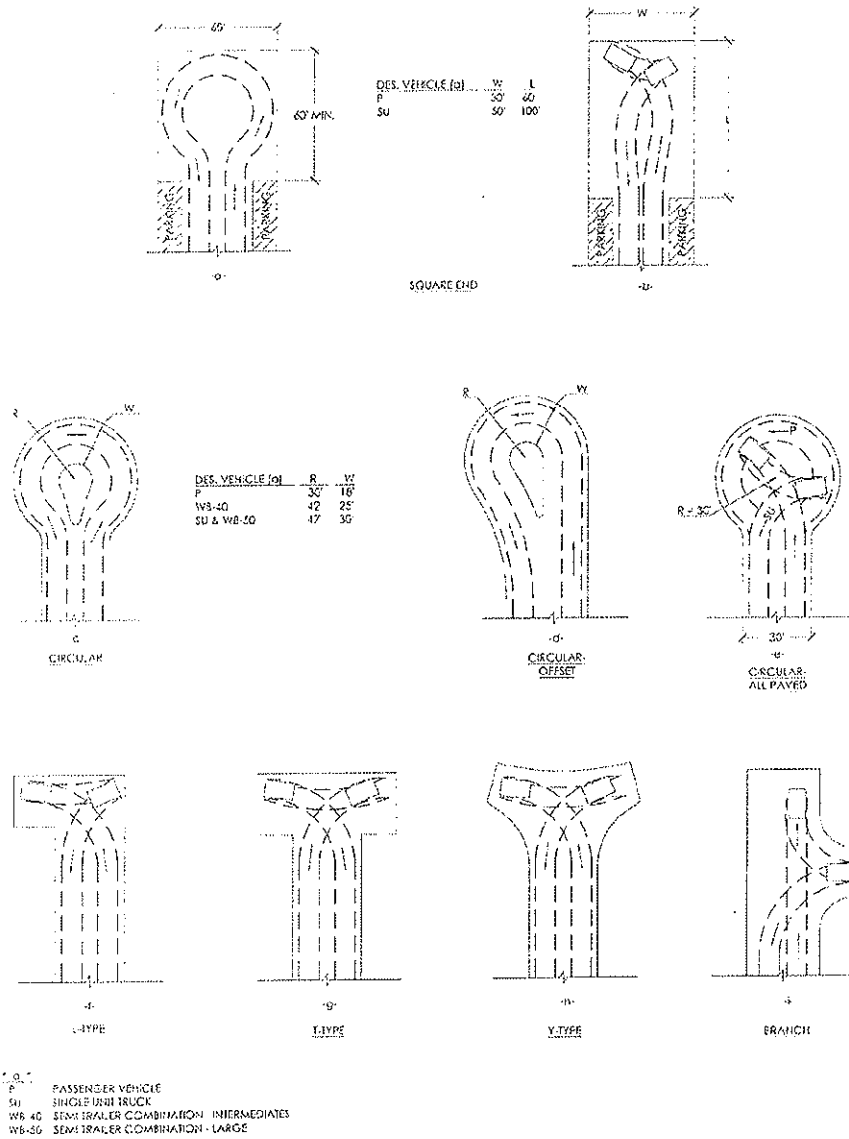 60'
W
60' MIN.
DES. VEHICLE (a) W L
P 50' 60'
SU 50' 100'
PARKING
PARKING
PARKING
PARKING
-a-
SQUARE END
-b-
R
W
DES. VEHICLE (a) R W
P 30' 18'
WB-40 42 25'
SU & WB-50 47 30'
R
W
P
R = 30'
30'
c
CIRCULAR
-d-
CIRCULAR-
OFFSET
-e-
CIRCULAR-
ALL PAVED
-f-
L-TYPE
-g-
T-TYPE
-h-
Y-TYPE
BRANCH
"a"
P PASSENGER VEHICLE
SU SINGLE UNIT TRUCK
WB-40 SEMI TRAILER COMBINATION - INTERMEDIATES
WB-50 SEMI TRAILER COMBINATION - LARGE